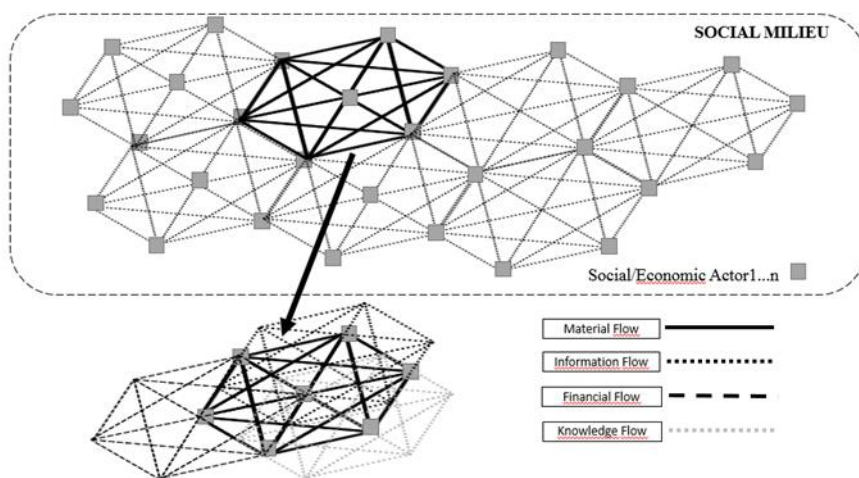 SOCIAL MILIEU
Social/Economic Actor1...n
Material Flow
Information Flow
Financial Flow
Knowledge Flow